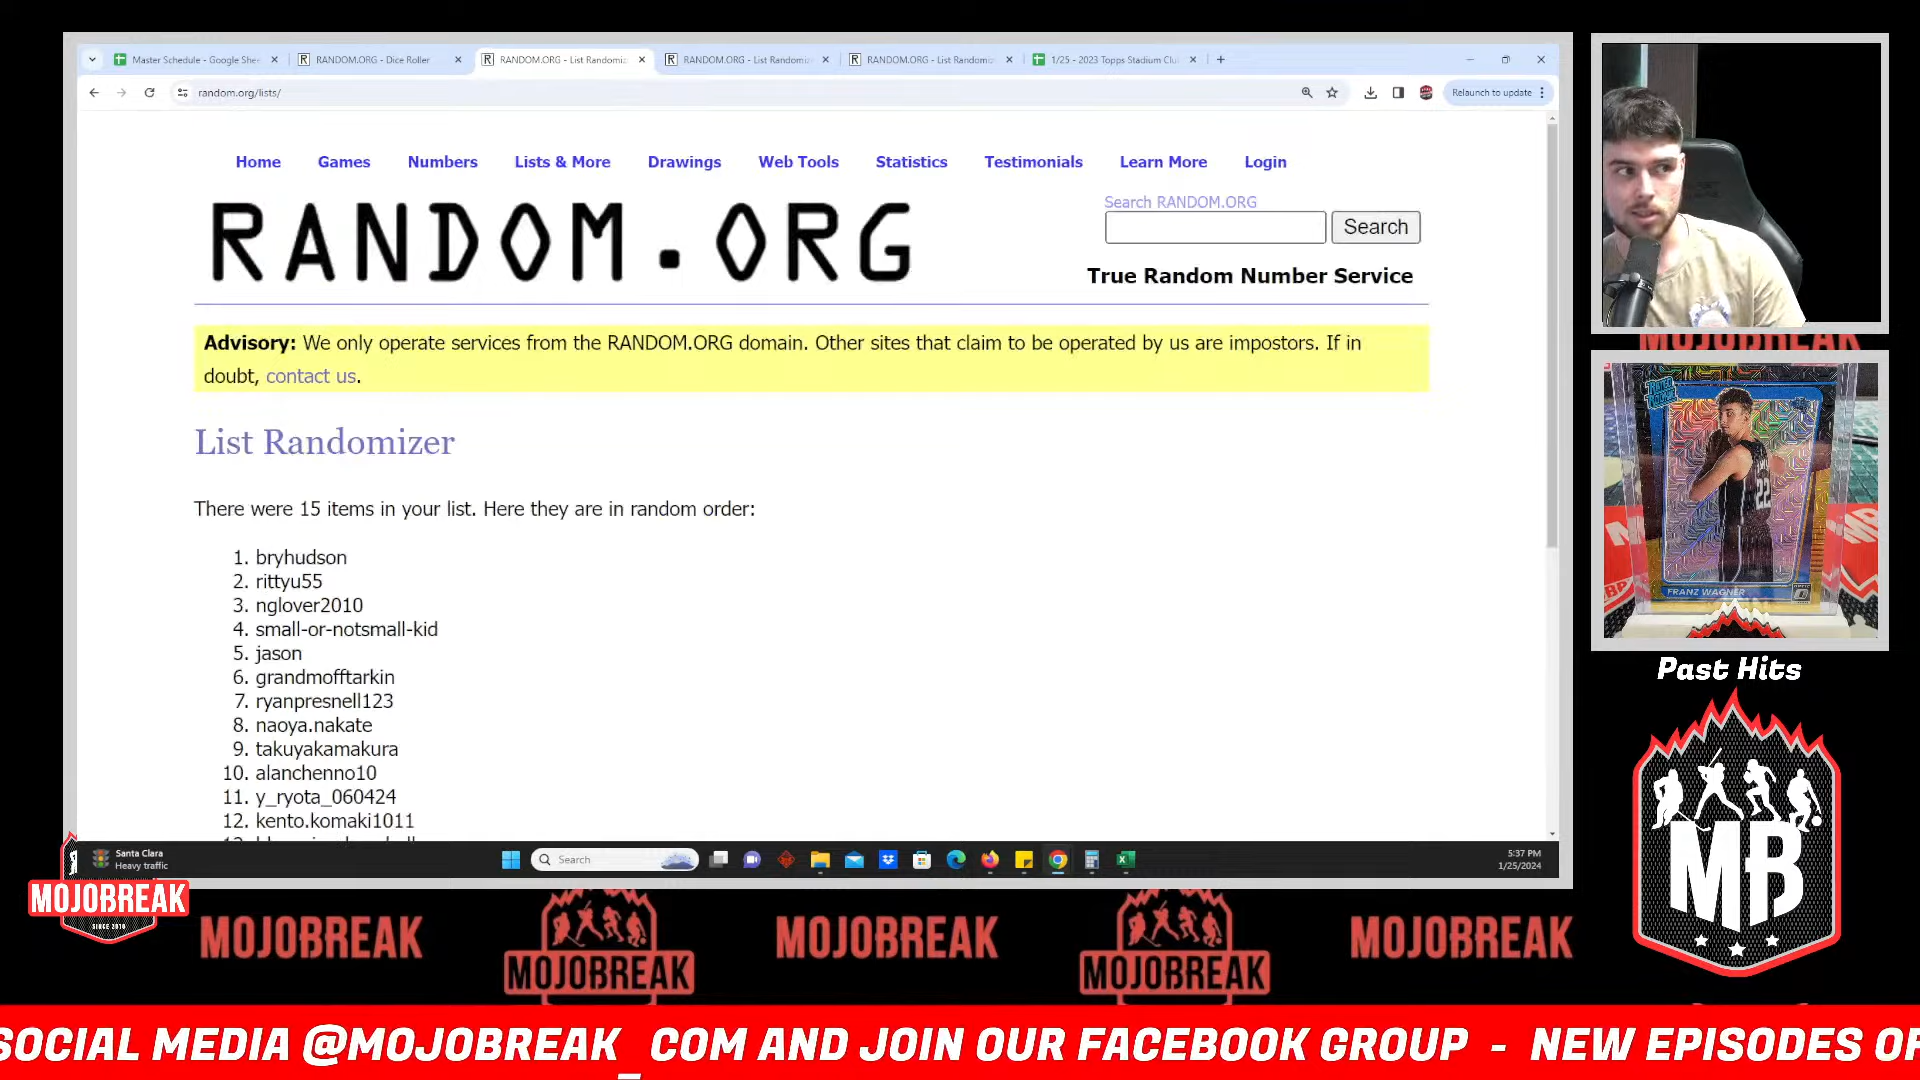 Master Schedule - Google She
RANDOM.ORG - Dice Roller
RANDOM.ORG - List Randomiz
RANDOM.ORG - List Randomiz
RANDOM.ORG - List Randomiz
1/25 - 2023 Topps Stadium Clu
random.org/lists/
Relaunch to update
Home Games Numbers Lists & More Drawings Web Tools Statistics Testimonials Learn More Login
RANDOM.ORG
Search RANDOM.ORG
Search
True Random Number Service
Advisory: We only operate services from the RANDOM.ORG domain. Other sites that claim to be operated by us are impostors. If in
doubt, contact us.
List Randomizer
There were 15 items in your list. Here they are in random order:
1. bryhudson
2. rittyu55
3. nglover2010
4. small-or-notsmall-kid
5. jason
6. grandmofftarkin
7. ryanpresnell123
8. naoya.nakate
9. takuyakamakura
10. alanchenno10
11. y_ryota_060424
12. kento.komaki1011
Santa Clara
Heavy traffic
Search
5:37 PM
1/25/2024
RATED
ROOKIE
22
FRANZ WAGNER
Past Hits
MB
MOJOBREAK
SINCE 2010
MOJOBREAK
MOJOBREAK
MOJOBREAK
MOJOBREAK
MOJOBREAK
SOCIAL MEDIA @MOJOBREAK_COM AND JOIN OUR FACEBOOK GROUP - NEW EPISODES OF